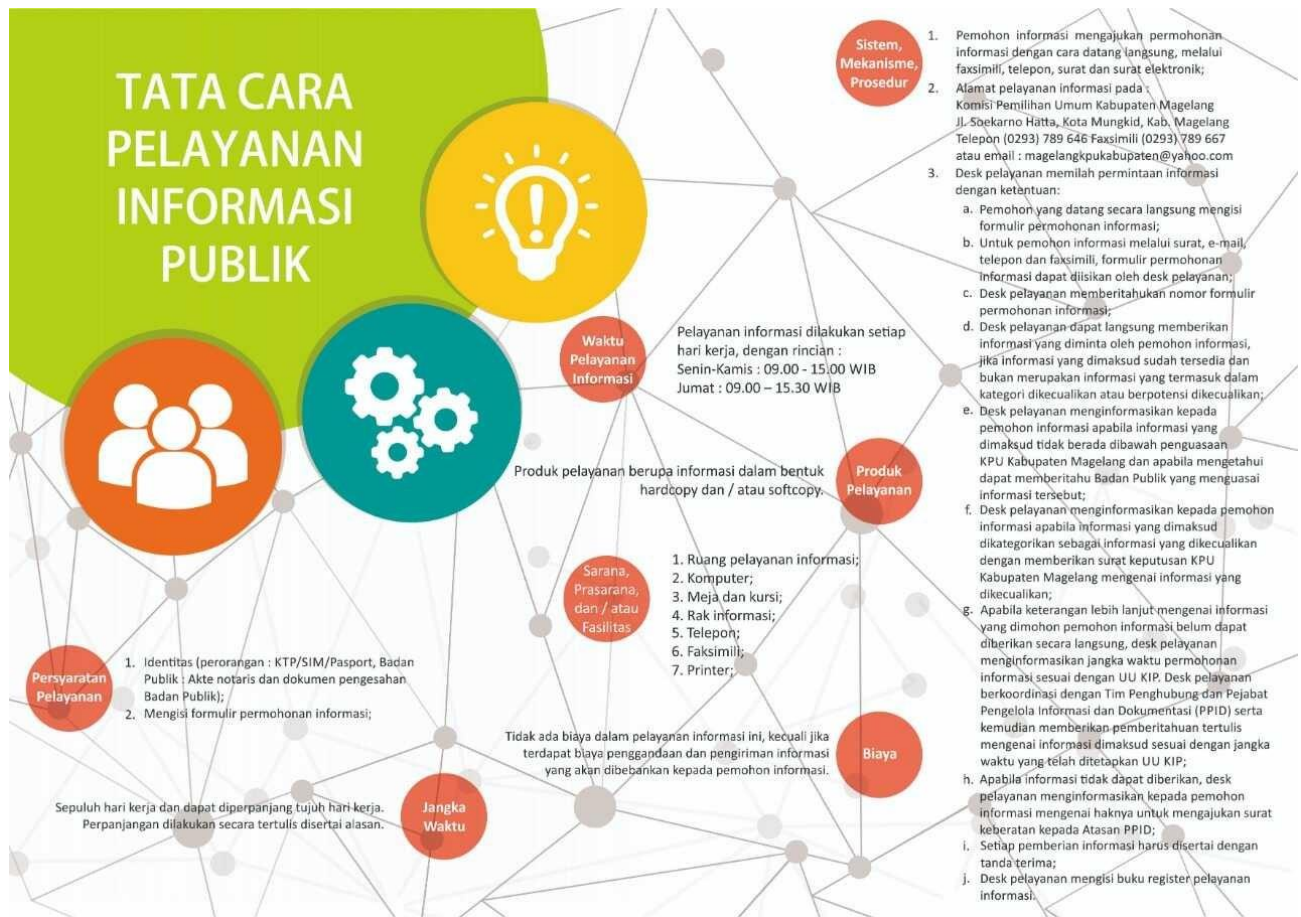 TATA CARA
PELAYANAN
INFORMASI
PUBLIK
Persyaratan
Pelayanan
1. Identitas (perorangan : KTP/SIM/Pasport, Badan
Publik : Akte notaris dan dokumen pengesahan
Badan Publik);
2. Mengisi formulir permohonan informasi;
Sepuluh hari kerja dan dapat diperpanjang tujuh hari kerja.
Perpanjangan dilakukan secara tertulis disertai alasan.
Jangka
Waktu
Waktu
Pelayanan
Informasi
Pelayanan informasi dilakukan setiap
hari kerja, dengan rincian :
Senin-Kamis : 09.00 - 15.00 WIB
Jumat : 09.00 – 15.30 WIB
Produk pelayanan berupa informasi dalam bentuk
hardcopy dan / atau softcopy.
Produk
Pelayanan
Sarana,
Prasarana,
dan / atau
Fasilitas
1. Ruang pelayanan informasi;
2. Komputer;
3. Meja dan kursi;
4. Rak informasi;
5. Telepon;
6. Faksimili;
7. Printer;
Tidak ada biaya dalam pelayanan informasi ini, kecuali jika
terdapat biaya penggandaan dan pengiriman informasi
yang akan dibebankan kepada pemohon informasi.
Biaya
Sistem,
Mekanisme,
Prosedur
1. Pemohon informasi mengajukan permohonan
informasi dengan cara datang langsung, melalui
faxsimili, telepon, surat dan surat elektronik;
2. Alamat pelayanan informasi pada :
Komisi Pemilihan Umum Kabupaten Magelang
Jl. Soekarno Hatta, Kota Mungkid, Kab. Magelang
Telepon (0293) 789 646 Faxsimili (0293) 789 667
atau email : magelangkpukabupaten@yahoo.com
3. Desk pelayanan memilah permintaan informasi
dengan ketentuan:
a. Pemohon yang datang secara langsung mengisi
formulir permohonan informasi;
b. Untuk pemohon informasi melalui surat, e-mail,
telepon dan faxsimili, formulir permohonan
informasi dapat diisikan oleh desk pelayanan;
c. Desk pelayanan memberitahukan nomor formulir
permohonan informasi;
d. Desk pelayanan dapat langsung memberikan
informasi yang diminta oleh pemohon informasi,
jika informasi yang dimaksud sudah tersedia dan
bukan merupakan informasi yang termasuk dalam
kategori dikecualikan atau berpotensi dikecualikan;
e. Desk pelayanan menginformasikan kepada
pemohon informasi apabila informasi yang
dimaksud tidak berada dibawah penguasaan
KPU Kabupaten Magelang dan apabila mengetahui
dapat memberitahu Badan Publik yang menguasai
informasi tersebut;
f. Desk pelayanan menginformasikan kepada pemohon
informasi apabila informasi yang dimaksud
dikategorikan sebagai informasi yang dikecualikan
dengan memberikan surat keputusan KPU
Kabupaten Magelang mengenai informasi yang
dikecualikan;
g. Apabila keterangan lebih lanjut mengenai informasi
yang dimohon pemohon informasi belum dapat
diberikan secara langsung, desk pelayanan
menginformasikan jangka waktu permohonan
informasi sesuai dengan UU KIP. Desk pelayanan
berkoordinasi dengan Tim Penghubung dan Pejabat
Pengelola Informasi dan Dokumentasi (PPID) serta
kemudian memberikan pemberitahuan tertulis
mengenai informasi dimaksud sesuai dengan jangka
waktu yang telah ditetapkan UU KIP;
h. Apabila informasi tidak dapat diberikan, desk
pelayanan menginformasikan kepada pemohon
informasi mengenai haknya untuk mengajukan surat
keberatan kepada Atasan PPID;
i. Setiap pemberian informasi harus disertai dengan
tanda terima;
j. Desk pelayanan mengisi buku register pelayanan
informasi.